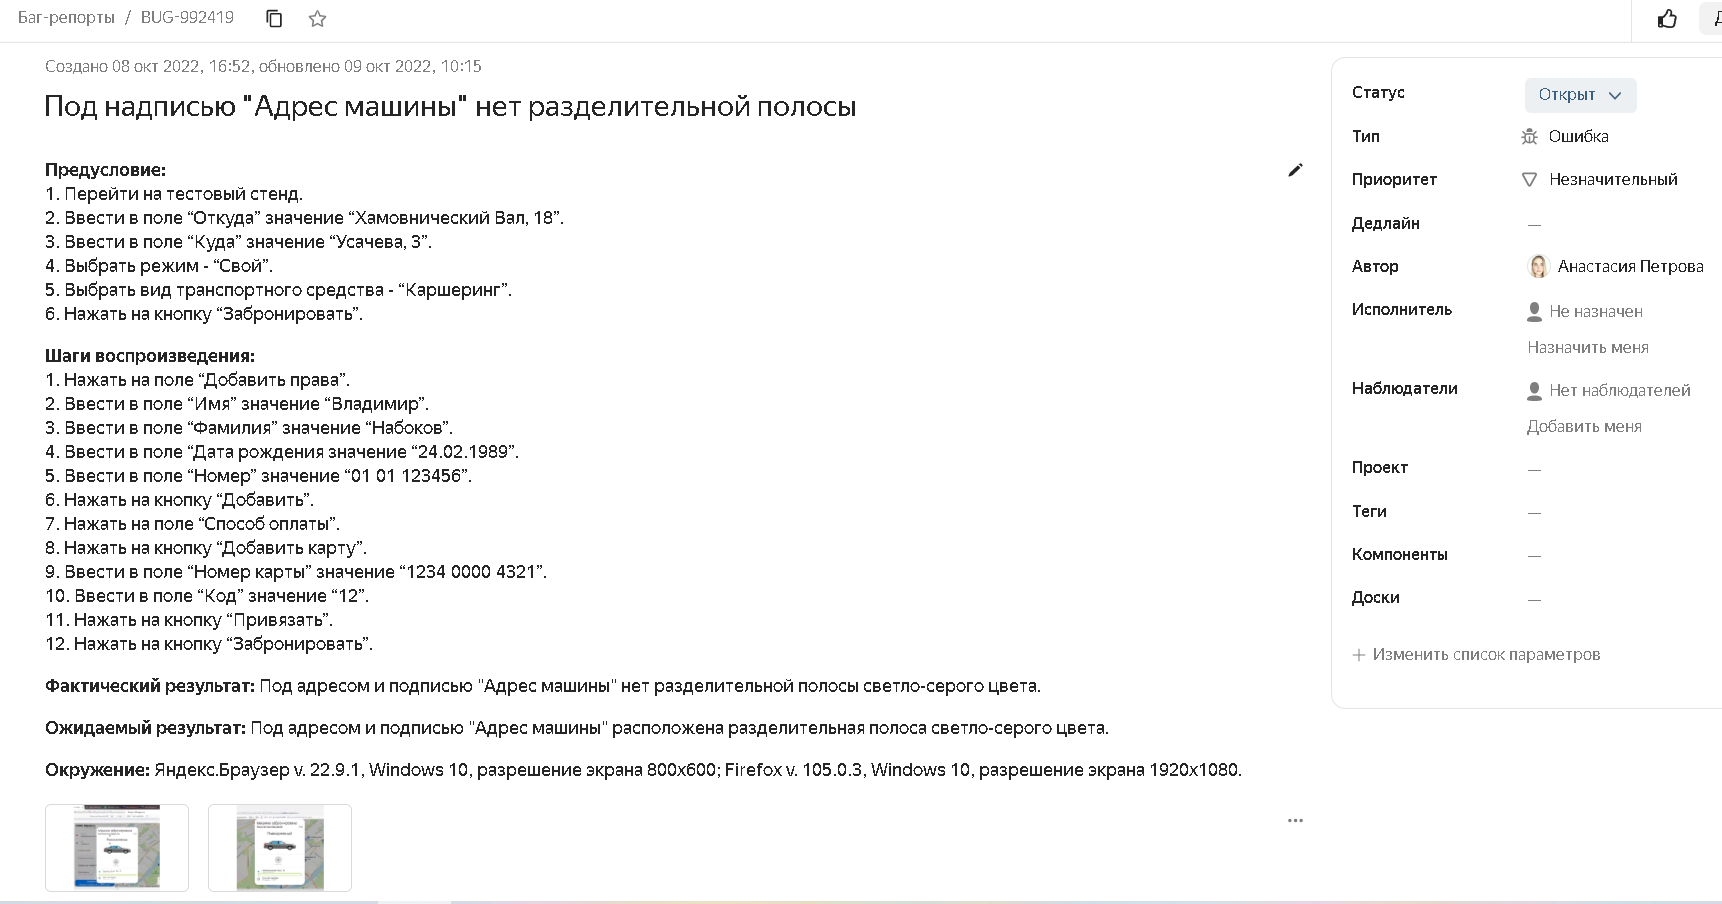 Баг-репорты / BUG-992419
Создано 08 окт 2022, 16:52, обновлено 09 окт 2022, 10:15
Под надписью "Адрес машины" нет разделительной полосы
Предусловие:
1. Перейти на тестовый стенд.
2. Ввести в поле “Откуда” значение “Хамовнический Вал, 18”.
3. Ввести в поле “Куда” значение “Усачева, 3”.
4. Выбрать режим - “Свой”.
5. Выбрать вид транспортного средства - “Каршеринг”.
6. Нажать на кнопку “Забронировать”.
Шаги воспроизведения:
1. Нажать на поле “Добавить права”.
2. Ввести в поле “Имя” значение “Владимир”.
3. Ввести в поле “Фамилия” значение “Набоков”.
4. Ввести в поле “Дата рождения значение “24.02.1989”.
5. Ввести в поле “Номер” значение “01 01 123456”.
6. Нажать на кнопку “Добавить”.
7. Нажать на поле “Способ оплаты”.
8. Нажать на кнопку “Добавить карту”.
9. Ввести в поле “Номер карты” значение “1234 0000 4321”.
10. Ввести в поле “Код” значение “12”.
11. Нажать на кнопку “Привязать”.
12. Нажать на кнопку “Забронировать”.
Фактический результат: Под адресом и подписью "Адрес машины" нет разделительной полосы светло-серого цвета.
Ожидаемый результат: Под адресом и подписью "Адрес машины" расположена разделительная полоса светло-серого цвета.
Окружение: Яндекс.Браузер v. 22.9.1, Windows 10, разрешение экрана 800x600; Firefox v. 105.0.3, Windows 10, разрешение экрана 1920x1080.
Статус Открыт
Тип Ошибка
Приоритет Незначительный
Дедлайн —
Автор Анастасия Петрова
Исполнитель Не назначен
Назначить меня
Наблюдатели Нет наблюдателей
Добавить меня
Проект —
Теги —
Компоненты —
Доски —
+ Изменить список параметров